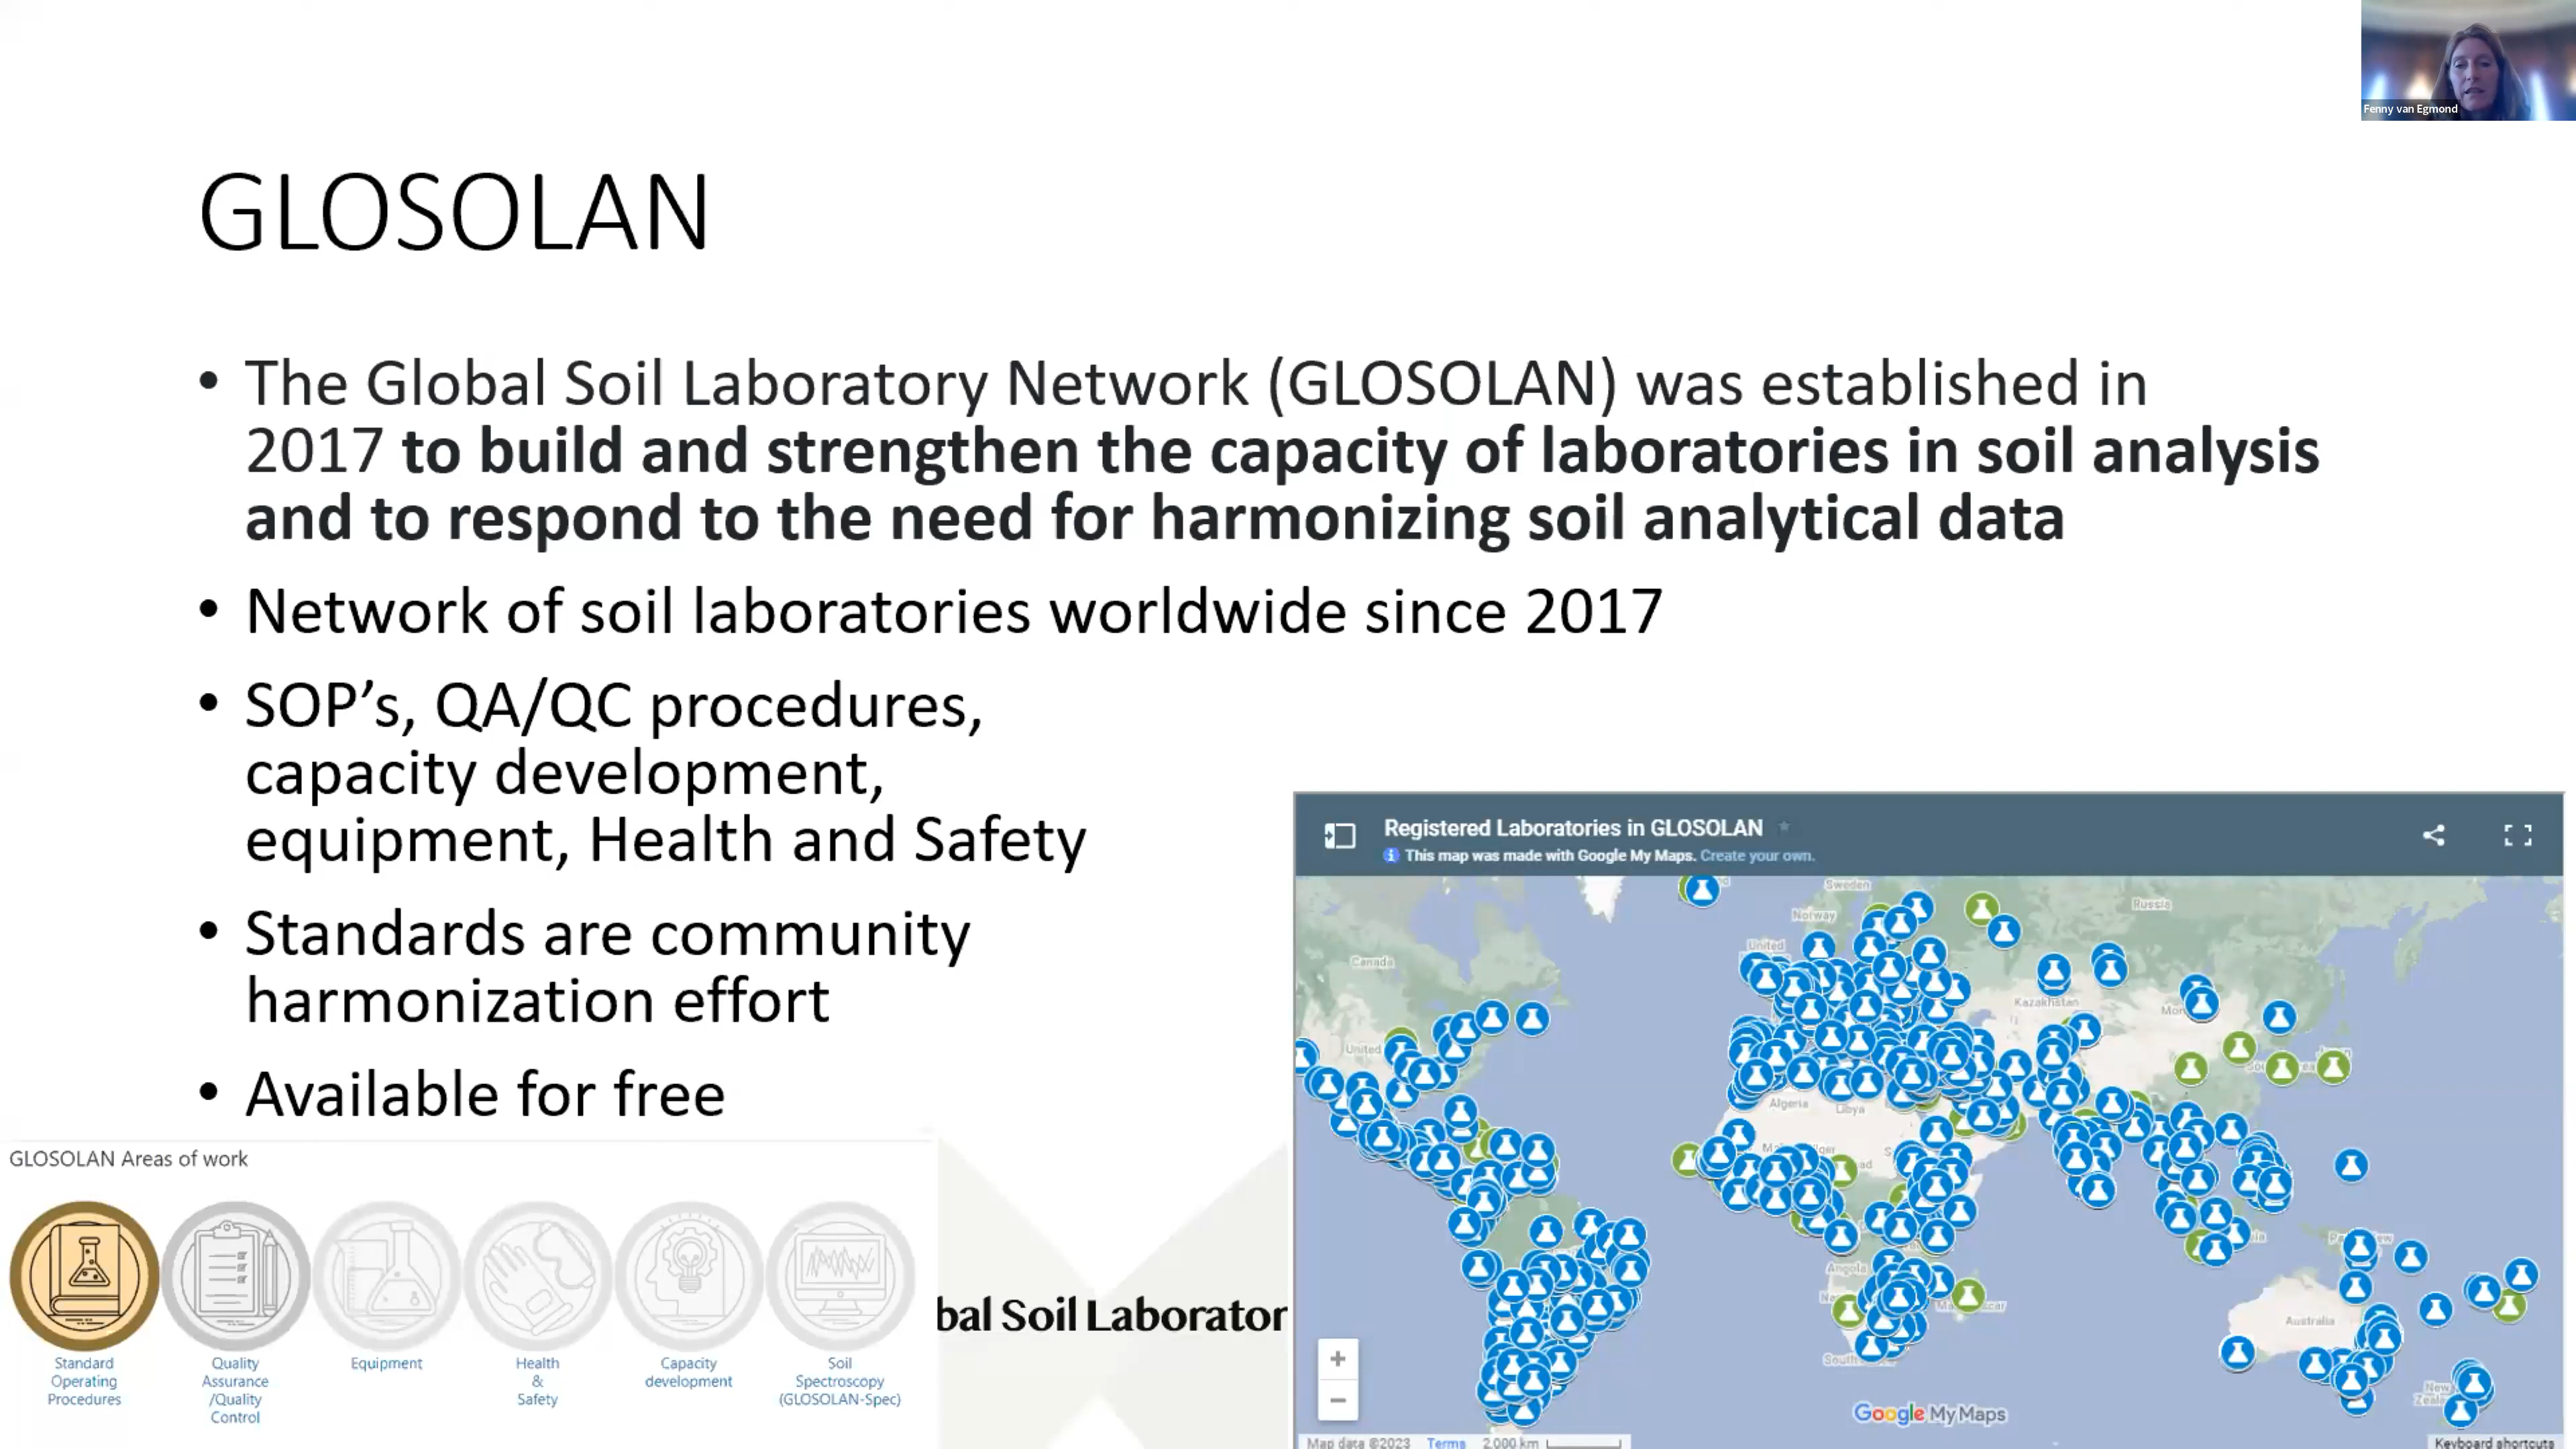 Fenny van Egmond
GLOSOLAN
• The Global Soil Laboratory Network (GLOSOLAN) was established in
2017 to build and strengthen the capacity of laboratories in soil analysis
and to respond to the need for harmonizing soil analytical data
• Network of soil laboratories worldwide since 2017
• SOP’s, QA/QC procedures,
capacity development,
equipment, Health and Safety
• Standards are community
harmonization effort
• Available for free
GLOSOLAN Areas of work
Standard
Operating
Procedures
Quality
Assurance
/Quality
Control
Equipment
Health
&
Safety
Capacity
development
Soil
Spectroscopy
(GLOSOLAN-Spec)
bal Soil Laborator
Registered Laboratories in GLOSOLAN
This map was made with Google My Maps. Create your own.
Sweden
Norway
Russia
United
Canada
Kazakhstan
United
Algeria
Libya
Angola
Australia
New
Google My Maps
Map data ©2023 Terms 2,000 km
Keyboard shortcuts